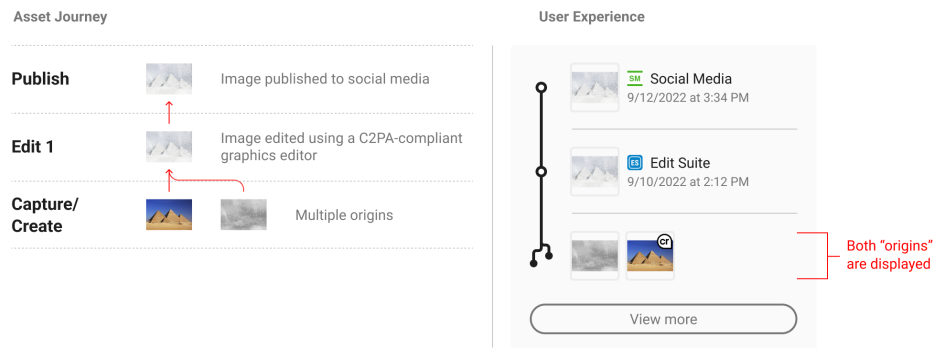 Asset Journey
User Experience
Publish
Image published to social media
Edit 1
Image edited using a C2PA-compliant
graphics editor
Capture/
Create
Multiple origins
SM Social Media
9/12/2022 at 3:34 PM
ES Edit Suite
9/10/2022 at 2:12 PM
cr
Both “origins”
are displayed
View more